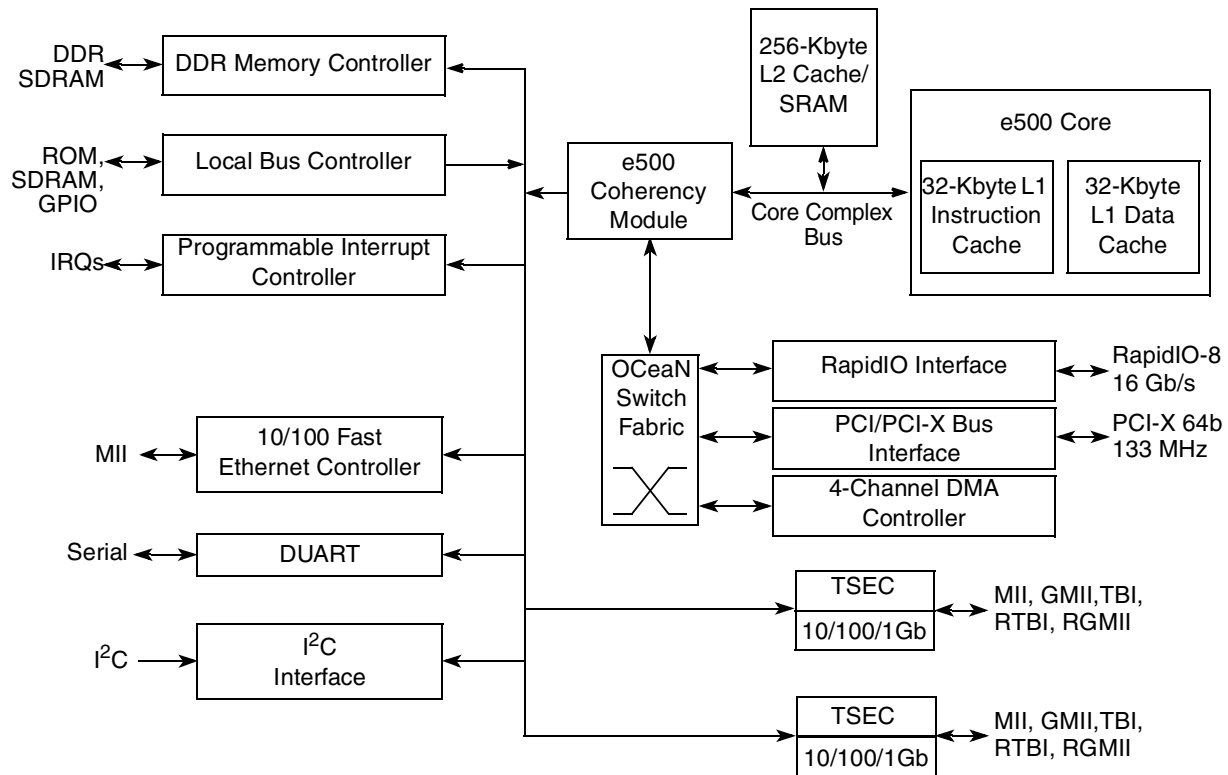 DDR
SDRAM
DDR Memory Controller
256-Kbyte
L2 Cache/
SRAM
e500 Core
32-Kbyte L1
Instruction
Cache
32-Kbyte
L1 Data
Cache
ROM,
SDRAM,
GPIO
Local Bus Controller
e500
Coherency
Module
Core Complex
Bus
IRQs
Programmable Interrupt
Controller
OCeaN
Switch
Fabric
RapidIO Interface
RapidIO-8
16 Gb/s
PCI/PCI-X Bus
Interface
PCI-X 64b
133 MHz
4-Channel DMA
Controller
MII
10/100 Fast
Ethernet Controller
Serial
DUART
I²C
I²C
Interface
TSEC
10/100/1Gb
MII, GMII,TBI,
RTBI, RGMII
TSEC
10/100/1Gb
MII, GMII,TBI,
RTBI, RGMII